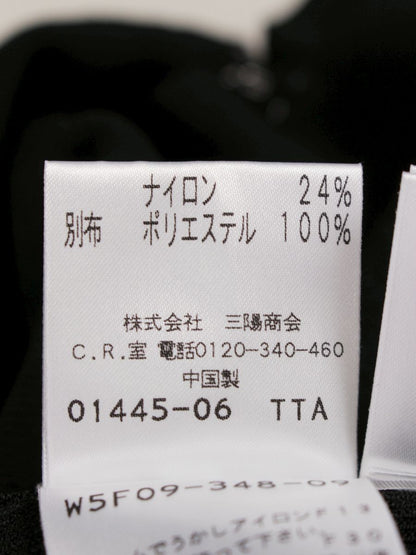 ナイロン 24%
別布 ポリエステル 100%
株式会社 三陽商会
C.R.室 電話0120-340-460
中国製
01445-06 TTA
W5F09-348-09